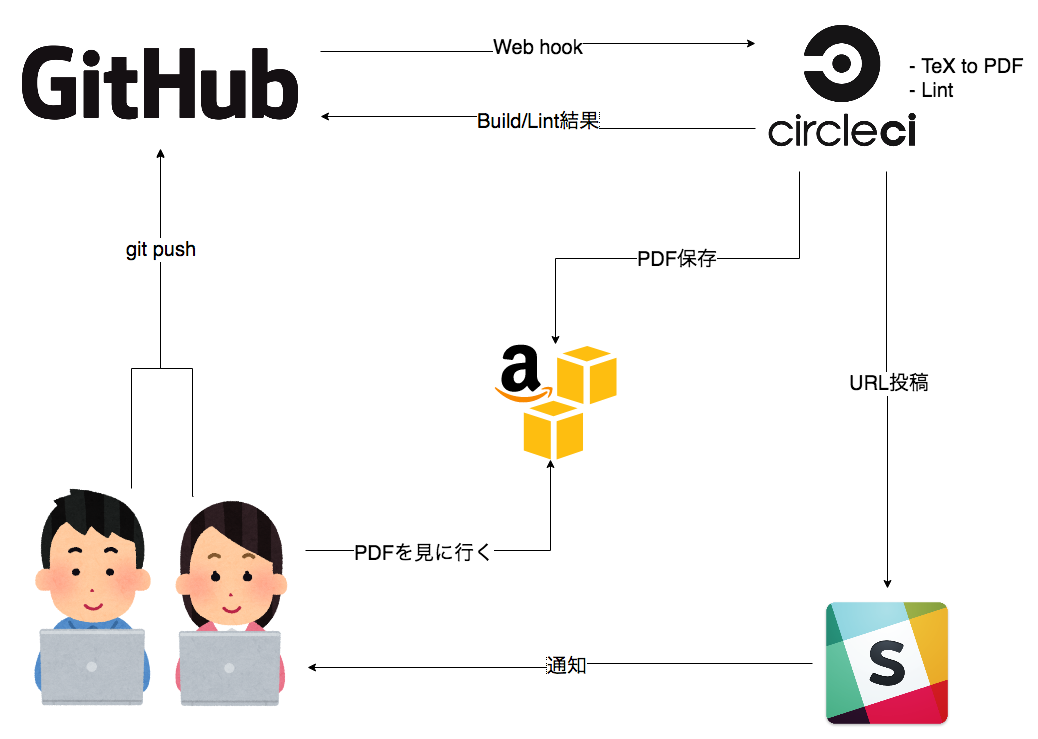 GitHub
Web hook
- TeX to PDF
- Lint
Build/Lint結果
circleci
git push
PDF保存
a
URL投稿
PDFを見に行く
通知
S